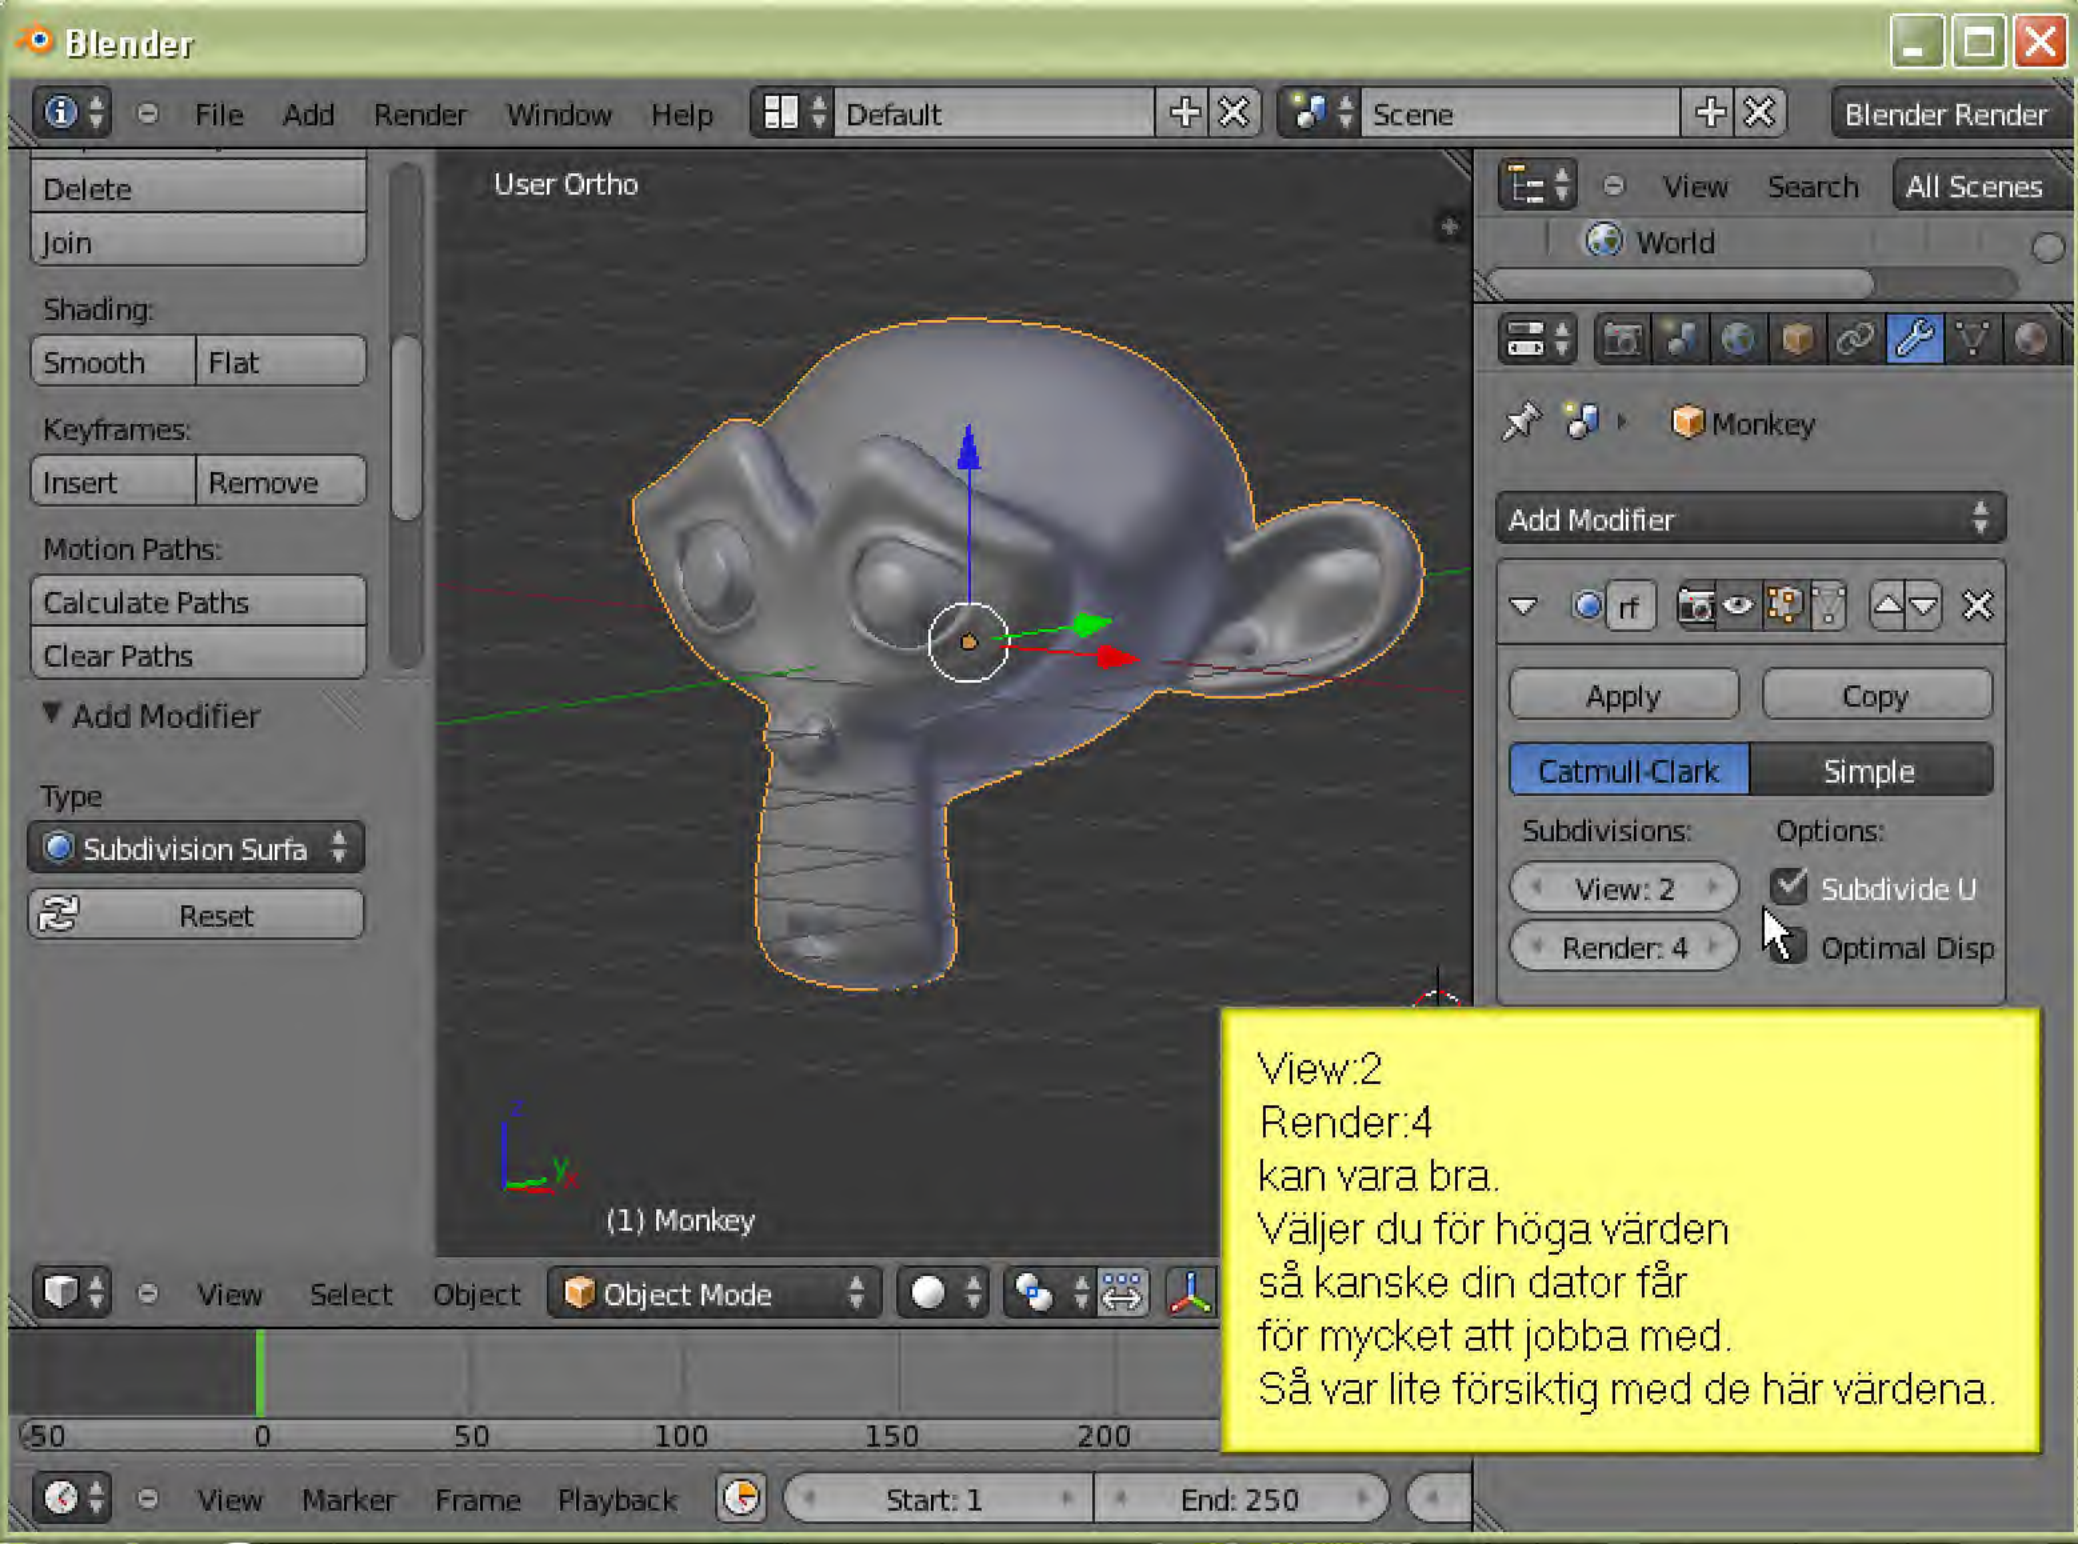 Blender
File Add Render Window Help Default Scene Blender Render
Delete
Join
Shading:
Smooth Flat
Keyframes:
Insert Remove
Motion Paths:
Calculate Paths
Clear Paths
Add Modifier
Type
Subdivision Surfa
Reset
User Ortho
z
y
x
(1) Monkey
View Search All Scenes
World
Monkey
Add Modifier
rf
Apply Copy
Catmull-Clark Simple
Subdivisions: Options:
View: 2 Subdivide U
Render: 4 Optimal Disp
View:2
Render:4
kan vara bra.
Väljer du för höga värden
så kanske din dator får
för mycket att jobba med.
Så var lite försiktig med de här värdena.
View Select Object Object Mode
-50 0 50 100 150 200
View Marker Frame Playback Start: 1 End: 250